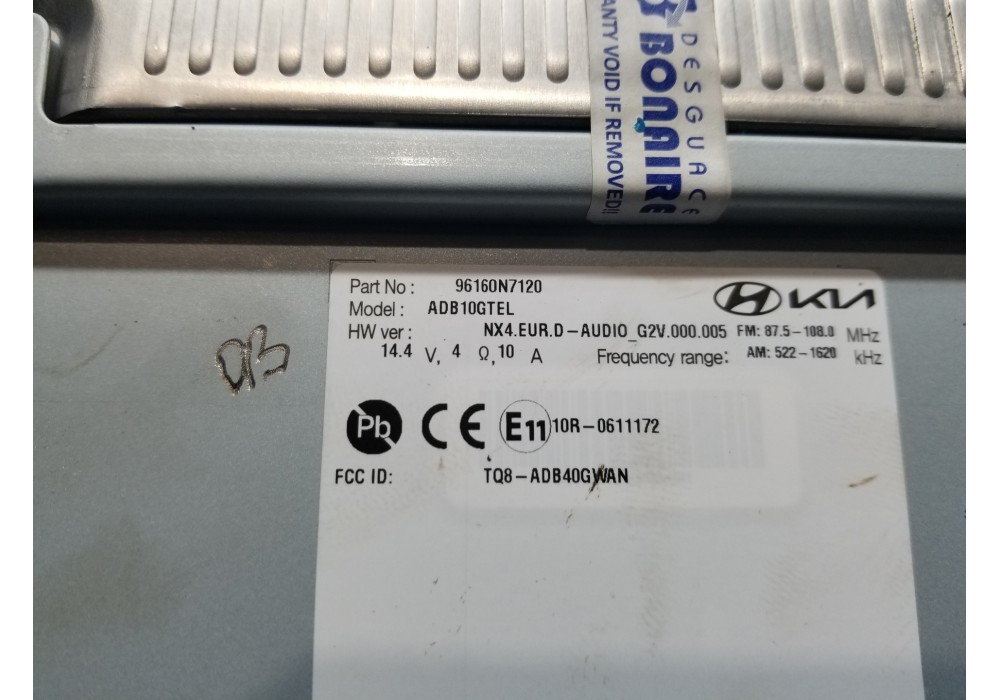 DESGUACE
BONAIRE
ANTY VOID IF REMOVED!!
Part No : 96160N7120
KIA
Model : ADB10GTEL
HW ver : NX4.EUR.D-AUDIO_G2V.000.005 FM: 87.5-108.0 MHz
14.4 V, 4 Ω, 10 A Frequency range: AM: 522-1620 kHz
Pb CE E11 10R-0611172
FCC ID: TQ8-ADB40GWAN